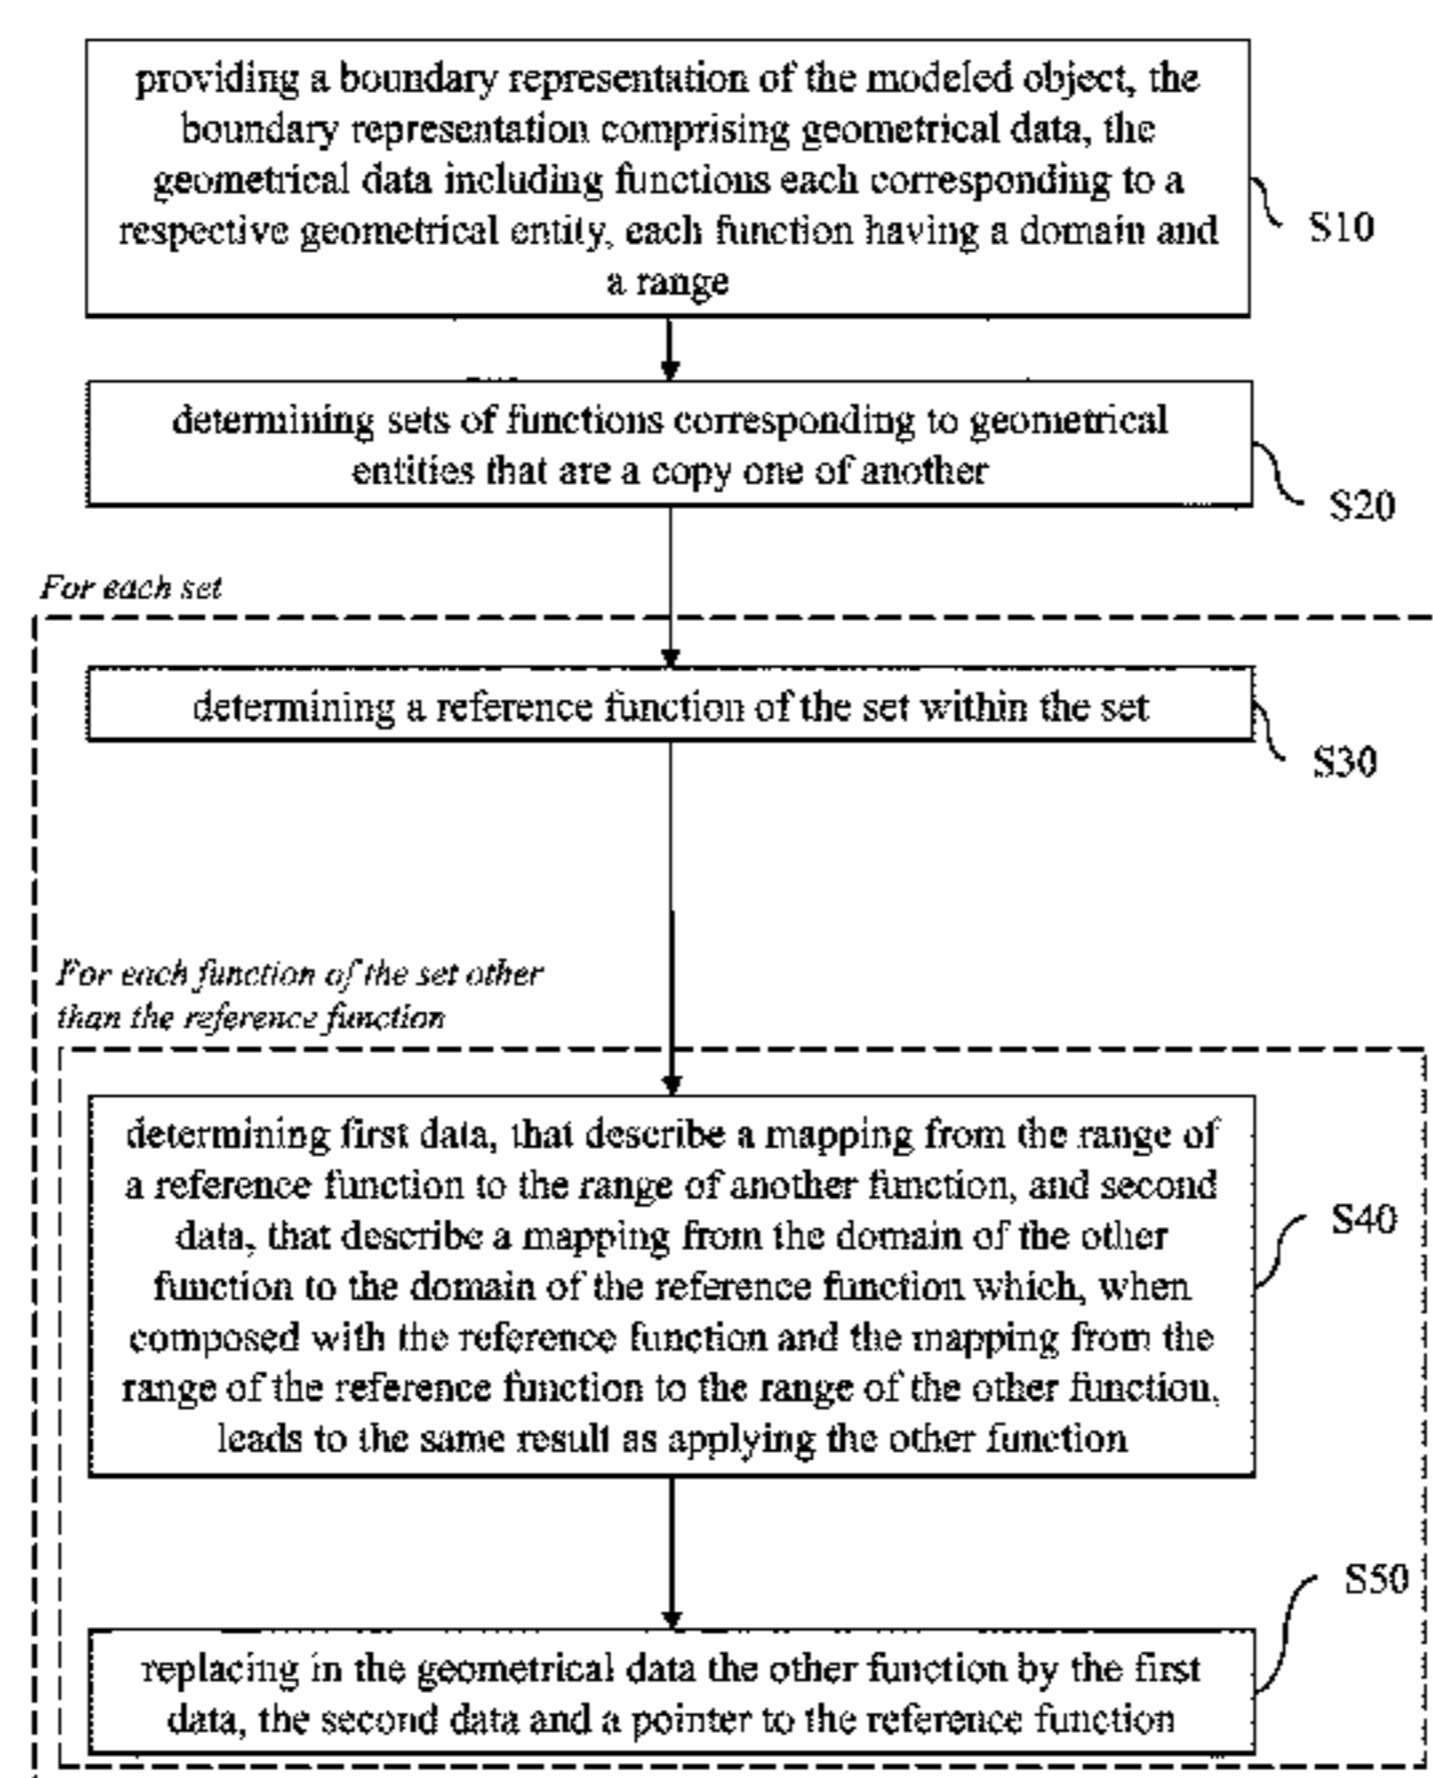 providing a boundary representation of the modeled object, the
boundary representation comprising geometrical data, the
geometrical data including functions each corresponding to a
respective geometrical entity, each function having a domain and
a range
S10
determining sets of functions corresponding to geometrical
entities that are a copy one of another
S20
For each set
determining a reference function of the set within the set
S30
For each function of the set other
than the reference function
determining first data, that describe a mapping from the range of
a reference function to the range of another function, and second
data, that describe a mapping from the domain of the other
function to the domain of the reference function which, when
composed with the reference function and the mapping from the
range of the reference function to the range of the other function,
leads to the same result as applying the other function
S40
S50
replacing in the geometrical data the other function by the first
data, the second data and a pointer to the reference function